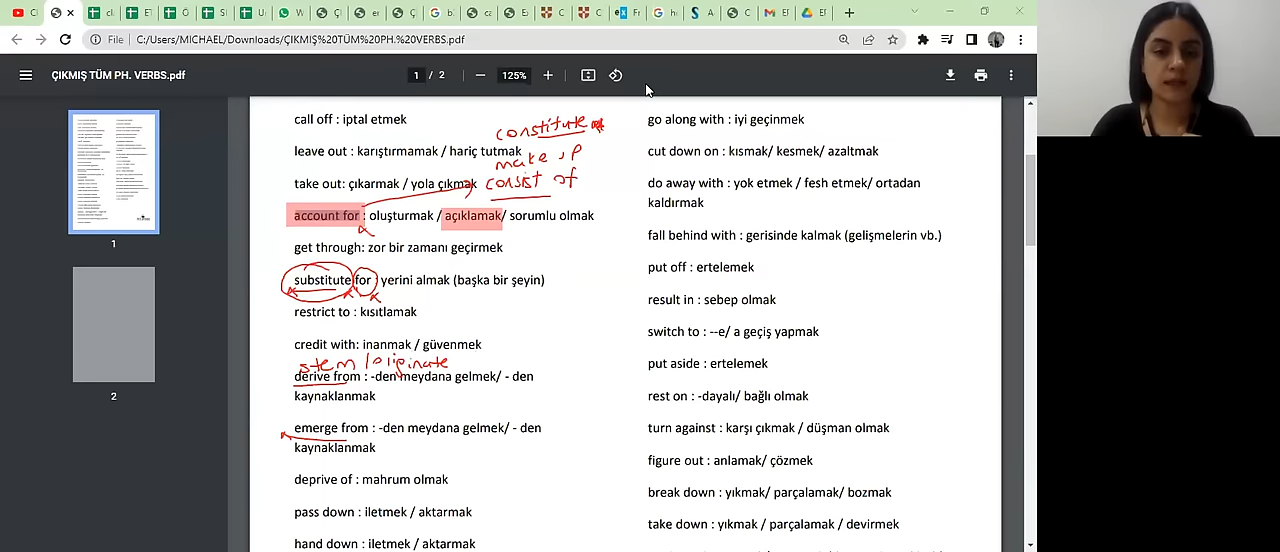 File
C:/Users/MICHAEL/Downloads/ÇIKMIŞ%20TÜM%20PH.%20VERBS.pdf
ÇIKMIŞ TÜM PH. VERBS.pdf
1 / 2
125%
1
2
call off : iptal etmek
constitute
make up
take out: çıkarmak/ yola çıkmak
consist of
account for : oluşturmak / açıklamak/ sorumlu olmak
get through: zor bir zamanı geçirmek
substitute for : yerini almak (başka bir şeyin)
restrict to : kısıtlamak
credit with: inanmak / güvenmek
stem / originate
derive from : -den meydana gelmek/ - den
kaynaklanmak
emerge from : -den meydana gelmek/ - den
kaynaklanmak
deprive of : mahrum olmak
pass down : iletmek / aktarmak
hand down : iletmek / aktarmak
go along with : iyi geçinmek
cut down on : kısmak/
azaltmak
do away with : yok etmek/ fesh etmek/ ortadan
kaldırmak
fall behind with : gerisinde kalmak (gelişmelerin vb.)
put off : ertelemek
result in : sebep olmak
switch to : --e/ a geçiş yapmak
put aside : ertelemek
rest on : -dayalı/ bağlı olmak
turn against : karşı çıkmak / düşman olmak
figure out : anlamak/ çözmek
break down : yıkmak/ parçalamak/ bozmak
take down : yıkmak / parçalamak / devirmek